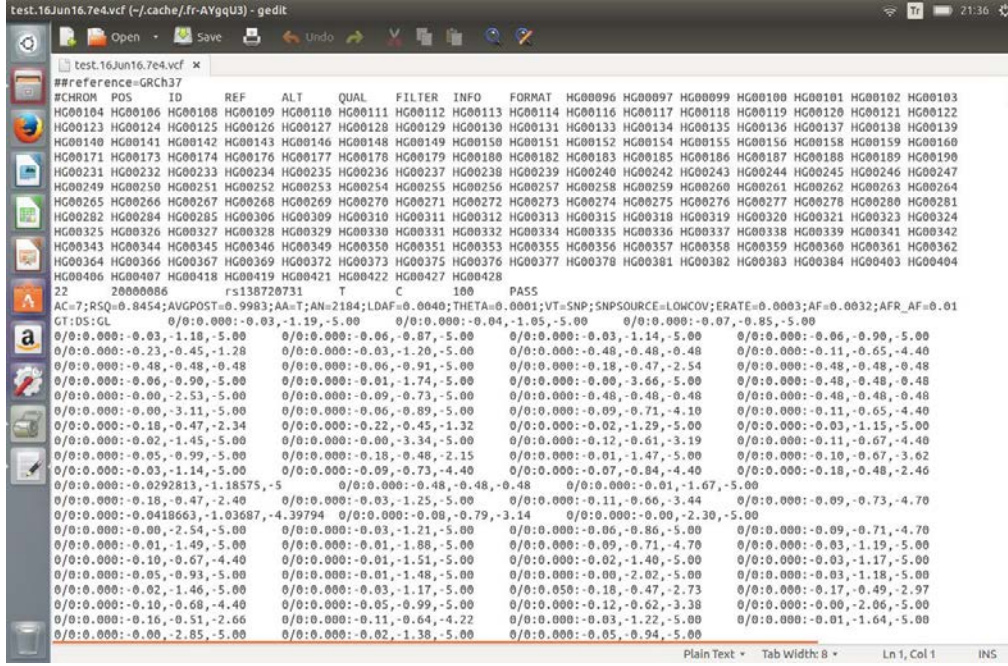 test.16Jun16.7e4.vcf (~/.cache/.fr-AYgqU3) - gedit Tr 21:36
Open Save Undo
test.16Jun16.7e4.vcf ×
##reference=GRCh37
#CHROM POS ID REF ALT QUAL FILTER INFO FORMAT HG00096 HG00097 HG00099 HG00100 HG00101 HG00102 HG00103
HG00104 HG00106 HG00108 HG00109 HG00110 HG00111 HG00112 HG00113 HG00114 HG00116 HG00117 HG00118 HG00119 HG00120 HG00121 HG00122
HG00123 HG00124 HG00125 HG00126 HG00127 HG00128 HG00129 HG00130 HG00131 HG00133 HG00134 HG00135 HG00136 HG00137 HG00138 HG00139
HG00140 HG00141 HG00142 HG00143 HG00146 HG00148 HG00149 HG00150 HG00151 HG00152 HG00154 HG00155 HG00156 HG00158 HG00159 HG00160
HG00171 HG00173 HG00174 HG00176 HG00177 HG00178 HG00179 HG00180 HG00182 HG00183 HG00185 HG00186 HG00187 HG00188 HG00189 HG00190
HG00231 HG00232 HG00233 HG00234 HG00235 HG00236 HG00237 HG00238 HG00239 HG00240 HG00242 HG00243 HG00244 HG00245 HG00246 HG00247
HG00249 HG00250 HG00251 HG00252 HG00253 HG00254 HG00255 HG00256 HG00257 HG00258 HG00259 HG00260 HG00261 HG00262 HG00263 HG00264
HG00265 HG00266 HG00267 HG00268 HG00269 HG00270 HG00271 HG00272 HG00273 HG00274 HG00275 HG00276 HG00277 HG00278 HG00280 HG00281
HG00282 HG00284 HG00285 HG00306 HG00309 HG00310 HG00311 HG00312 HG00313 HG00315 HG00318 HG00319 HG00320 HG00321 HG00323 HG00324
HG00325 HG00326 HG00327 HG00328 HG00329 HG00330 HG00331 HG00332 HG00334 HG00335 HG00336 HG00337 HG00338 HG00339 HG00341 HG00342
HG00343 HG00344 HG00345 HG00346 HG00349 HG00350 HG00351 HG00353 HG00355 HG00356 HG00357 HG00358 HG00359 HG00360 HG00361 HG00362
HG00364 HG00366 HG00367 HG00369 HG00372 HG00373 HG00375 HG00376 HG00377 HG00378 HG00381 HG00382 HG00383 HG00384 HG00403 HG00404
HG00406 HG00407 HG00418 HG00419 HG00421 HG00422 HG00427 HG00428
22 20000086 rs138720731 T C 100 PASS
AC=7;RSQ=0.8454;AVGPOST=0.9983;AA=T;AN=2184;LDAF=0.0040;THETA=0.0001;VT=SNP;SNPSOURCE=LOWCOV;ERATE=0.0003;AF=0.0032;AFR_AF=0.01
GT:DS:GL 0/0:0.000:-0.03,-1.19,-5.00 0/0:0.000:-0.04,-1.05,-5.00 0/0:0.000:-0.07,-0.85,-5.00
0/0:0.000:-0.03,-1.18,-5.00 0/0:0.000:-0.06,-0.87,-5.00 0/0:0.000:-0.03,-1.14,-5.00 0/0:0.000:-0.06,-0.90,-5.00
0/0:0.000:-0.23,-0.45,-1.28 0/0:0.000:-0.03,-1.20,-5.00 0/0:0.000:-0.48,-0.48,-0.48 0/0:0.000:-0.11,-0.65,-4.40
0/0:0.000:-0.48,-0.48,-0.48 0/0:0.000:-0.06,-0.91,-5.00 0/0:0.000:-0.18,-0.47,-2.54 0/0:0.000:-0.48,-0.48,-0.48
0/0:0.000:-0.06,-0.90,-5.00 0/0:0.000:-0.01,-1.74,-5.00 0/0:0.000:-0.00,-3.66,-5.00 0/0:0.000:-0.48,-0.48,-0.48
0/0:0.000:-0.00,-2.53,-5.00 0/0:0.000:-0.09,-0.73,-5.00 0/0:0.000:-0.48,-0.48,-0.48 0/0:0.000:-0.48,-0.48,-0.48
0/0:0.000:-0.00,-3.11,-5.00 0/0:0.000:-0.06,-0.89,-5.00 0/0:0.000:-0.09,-0.71,-4.10 0/0:0.000:-0.11,-0.65,-4.40
0/0:0.000:-0.18,-0.47,-2.34 0/0:0.000:-0.22,-0.45,-1.32 0/0:0.000:-0.02,-1.29,-5.00 0/0:0.000:-0.03,-1.15,-5.00
0/0:0.000:-0.02,-1.45,-5.00 0/0:0.000:-0.00,-3.34,-5.00 0/0:0.000:-0.12,-0.61,-3.19 0/0:0.000:-0.11,-0.67,-4.40
0/0:0.000:-0.05,-0.99,-5.00 0/0:0.000:-0.18,-0.48,-2.15 0/0:0.000:-0.01,-1.47,-5.00 0/0:0.000:-0.10,-0.67,-3.62
0/0:0.000:-0.03,-1.14,-5.00 0/0:0.000:-0.09,-0.73,-4.40 0/0:0.000:-0.07,-0.84,-4.40 0/0:0.000:-0.18,-0.48,-2.46
0/0:0.000:-0.0292813,-1.18575,-5 0/0:0.000:-0.48,-0.48,-0.48 0/0:0.000:-0.01,-1.67,-5.00
0/0:0.000:-0.18,-0.47,-2.40 0/0:0.000:-0.03,-1.25,-5.00 0/0:0.000:-0.11,-0.66,-3.44 0/0:0.000:-0.09,-0.73,-4.70
0/0:0.000:-0.0418663,-1.03687,-4.39794 0/0:0.000:-0.08,-0.79,-3.14 0/0:0.000:-0.00,-2.30,-5.00
0/0:0.000:-0.00,-2.54,-5.00 0/0:0.000:-0.03,-1.21,-5.00 0/0:0.000:-0.06,-0.86,-5.00 0/0:0.000:-0.09,-0.71,-4.70
0/0:0.000:-0.01,-1.49,-5.00 0/0:0.000:-0.01,-1.88,-5.00 0/0:0.000:-0.09,-0.71,-4.70 0/0:0.000:-0.03,-1.19,-5.00
0/0:0.000:-0.10,-0.67,-4.40 0/0:0.000:-0.01,-1.51,-5.00 0/0:0.000:-0.02,-1.40,-5.00 0/0:0.000:-0.03,-1.17,-5.00
0/0:0.000:-0.05,-0.93,-5.00 0/0:0.000:-0.01,-1.48,-5.00 0/0:0.000:-0.00,-2.02,-5.00 0/0:0.000:-0.03,-1.18,-5.00
0/0:0.000:-0.02,-1.46,-5.00 0/0:0.000:-0.03,-1.17,-5.00 0/0:0.050:-0.18,-0.47,-2.73 0/0:0.000:-0.17,-0.49,-2.97
0/0:0.000:-0.10,-0.68,-4.40 0/0:0.000:-0.05,-0.99,-5.00 0/0:0.000:-0.12,-0.62,-3.38 0/0:0.000:-0.00,-2.06,-5.00
0/0:0.000:-0.16,-0.51,-2.66 0/0:0.000:-0.11,-0.64,-4.22 0/0:0.000:-0.03,-1.22,-5.00 0/0:0.000:-0.01,-1.64,-5.00
0/0:0.000:-0.00,-2.85,-5.00 0/0:0.000:-0.02,-1.38,-5.00 0/0:0.000:-0.05,-0.94,-5.00
Plain Text Tab Width: 8 Ln 1, Col 1 INS